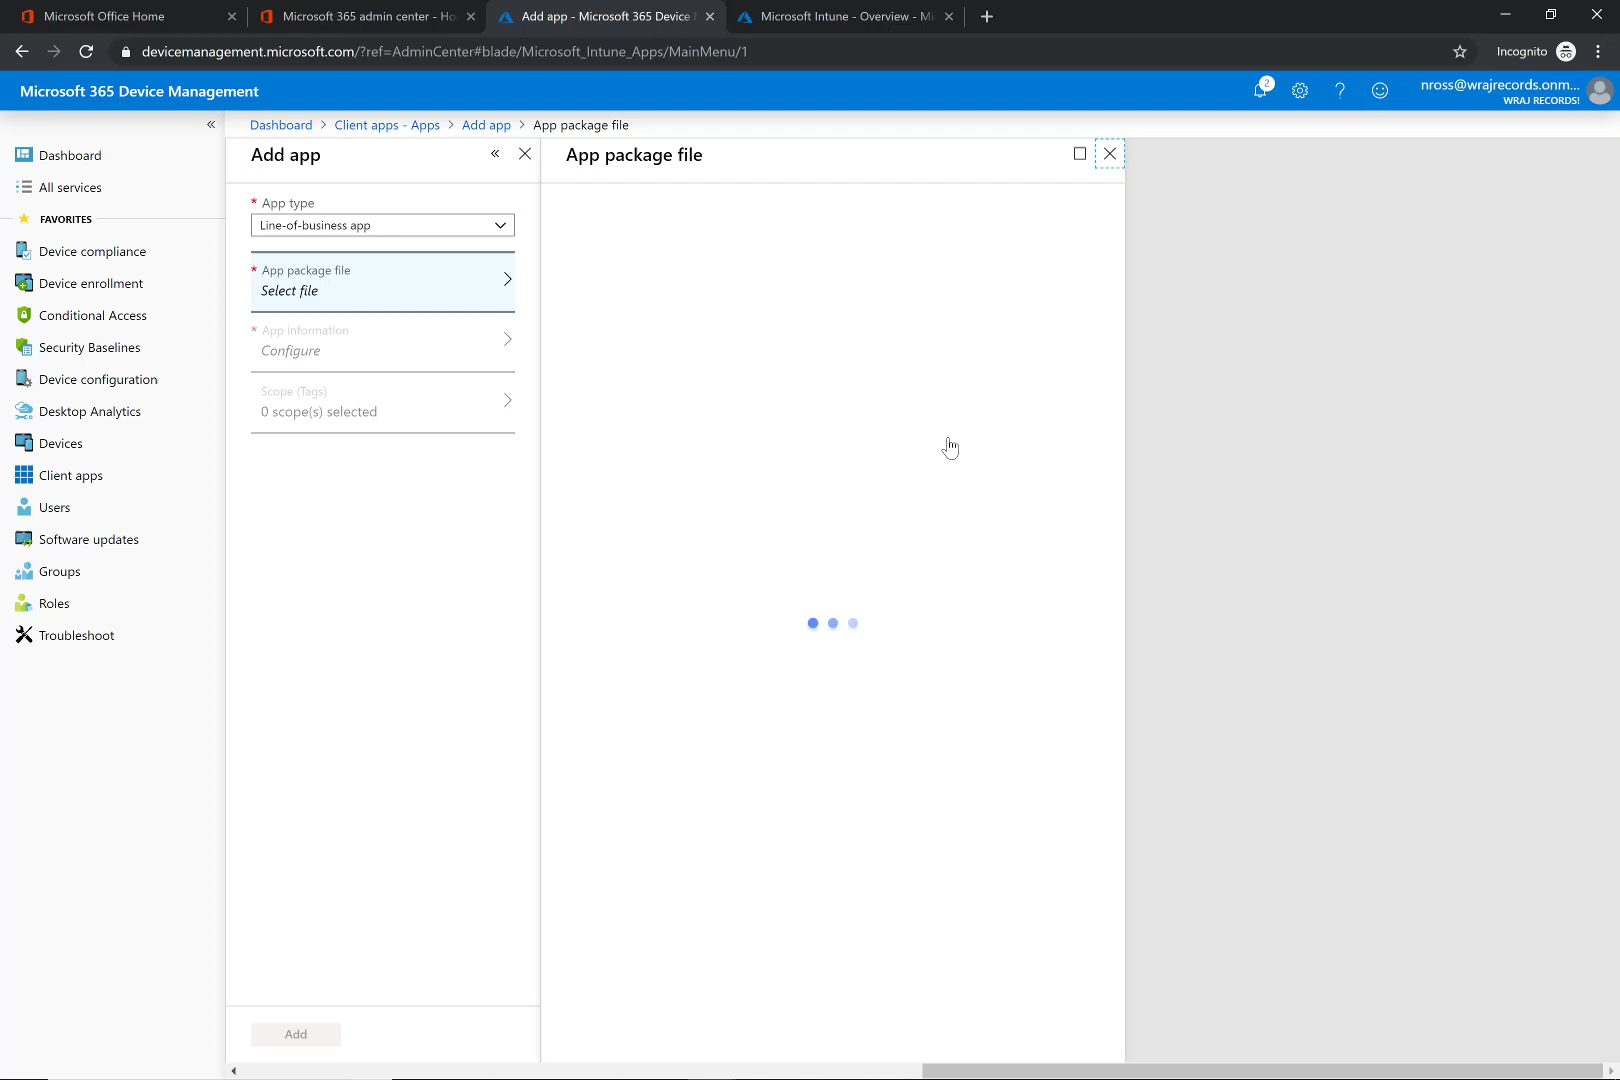 Microsoft Office Home
Microsoft 365 admin center - Ho
Add app - Microsoft 365 Device
Microsoft Intune - Overview - Mi
devicemanagement.microsoft.com/?ref=AdminCenter#blade/Microsoft_Intune_Apps/MainMenu/1
Incognito
Microsoft 365 Device Management
2
nross@wrajrecords.onm...
WRAJ RECORDS!
Dashboard > Client apps - Apps > Add app > App package file
Dashboard
All services
FAVORITES
Device compliance
Device enrollment
Conditional Access
Security Baselines
Device configuration
Desktop Analytics
Devices
Client apps
Users
Software updates
Groups
Roles
Troubleshoot
Add app
* App type
Line-of-business app
* App package file
Select file
* App information
Configure
Scope (Tags)
0 scope(s) selected
Add
App package file